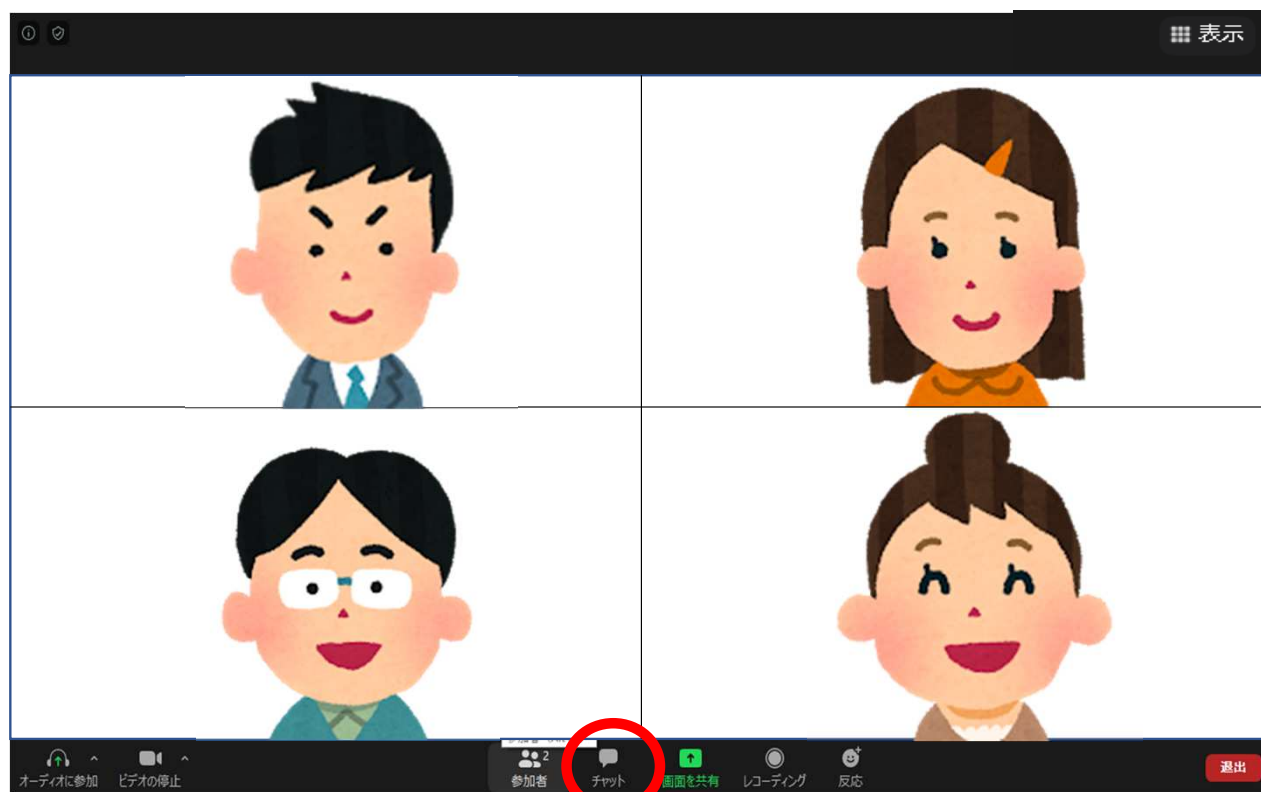 表示
2
オーディオに参加
ビデオの停止
参加者
チャット
画面を共有
レコーディング
反応
退出